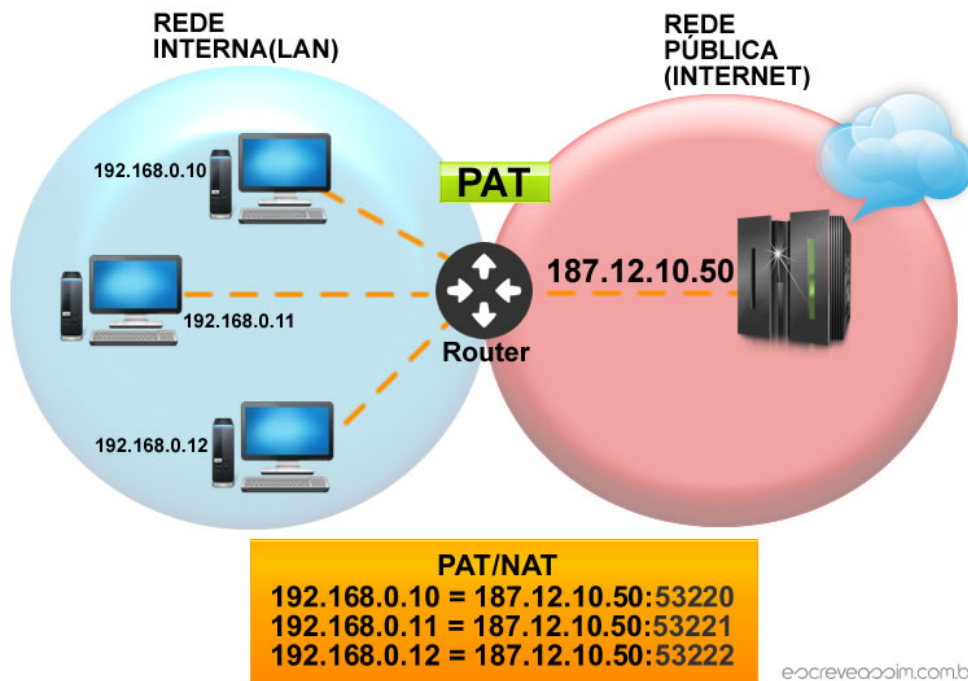 REDE
INTERNA(LAN)
REDE
PÚBLICA
(INTERNET)
192.168.0.10
PAT
187.12.10.50
192.168.0.11
Router
192.168.0.12
PAT/NAT
192.168.0.10 = 187.12.10.50:53220
192.168.0.11 = 187.12.10.50:53221
192.168.0.12 = 187.12.10.50:53222
escreveassim.com.b